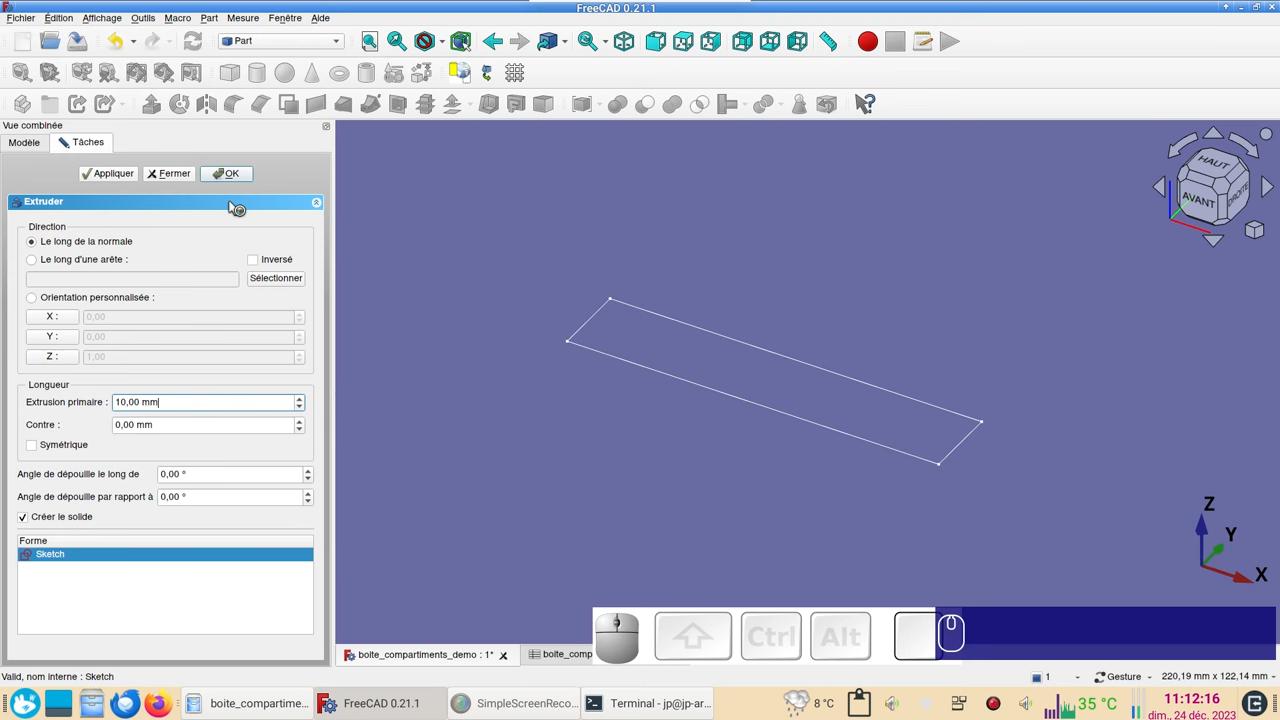 FreeCAD 0.21.1
Fichier Édition Affichage Outils Macro Part Mesure Fenêtre Aide
Part
Vue combinée
Modèle Tâches
Appliquer Fermer OK
Extruder
Direction
Le long de la normale
Le long d'une arête : Inversé
Sélectionner
Orientation personnalisée :
X : 0,00
Y : 0,00
Z : 1,00
Longueur
Extrusion primaire : 10,00 mm
Contre : 0,00 mm
Symétrique
Angle de dépouille le long de 0,00 °
Angle de dépouille par rapport à 0,00 °
Créer le solide
Forme
Sketch
HAUT
AVANT
DROITE
Z
Y
X
Ctrl Alt
boite_compartiments_demo : 1*
boite_comp
Valid, nom interne : Sketch
1
Gesture
220,19 mm x 122,14 mm
boite_compartime...
FreeCAD 0.21.1
SimpleScreenReco...
Terminal - jp@jp-ar...
8°C
35 °C
11:12:16
dim., 24 déc. 2023